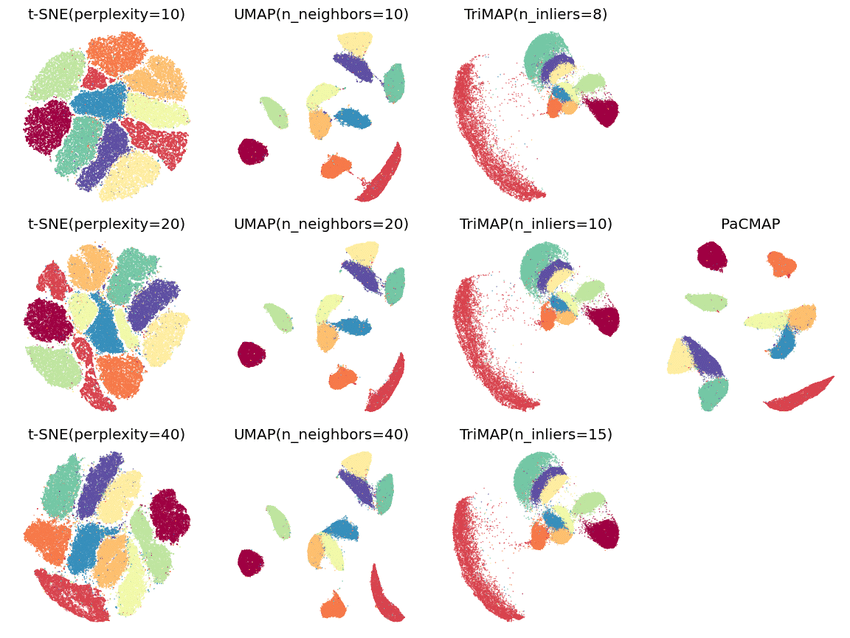 t-SNE(perplexity=10)
UMAP(n_neighbors=10)
TriMAP(n_inliers=8)
t-SNE(perplexity=20)
UMAP(n_neighbors=20)
TriMAP(n_inliers=10)
PaCMAP
t-SNE(perplexity=40)
UMAP(n_neighbors=40)
TriMAP(n_inliers=15)